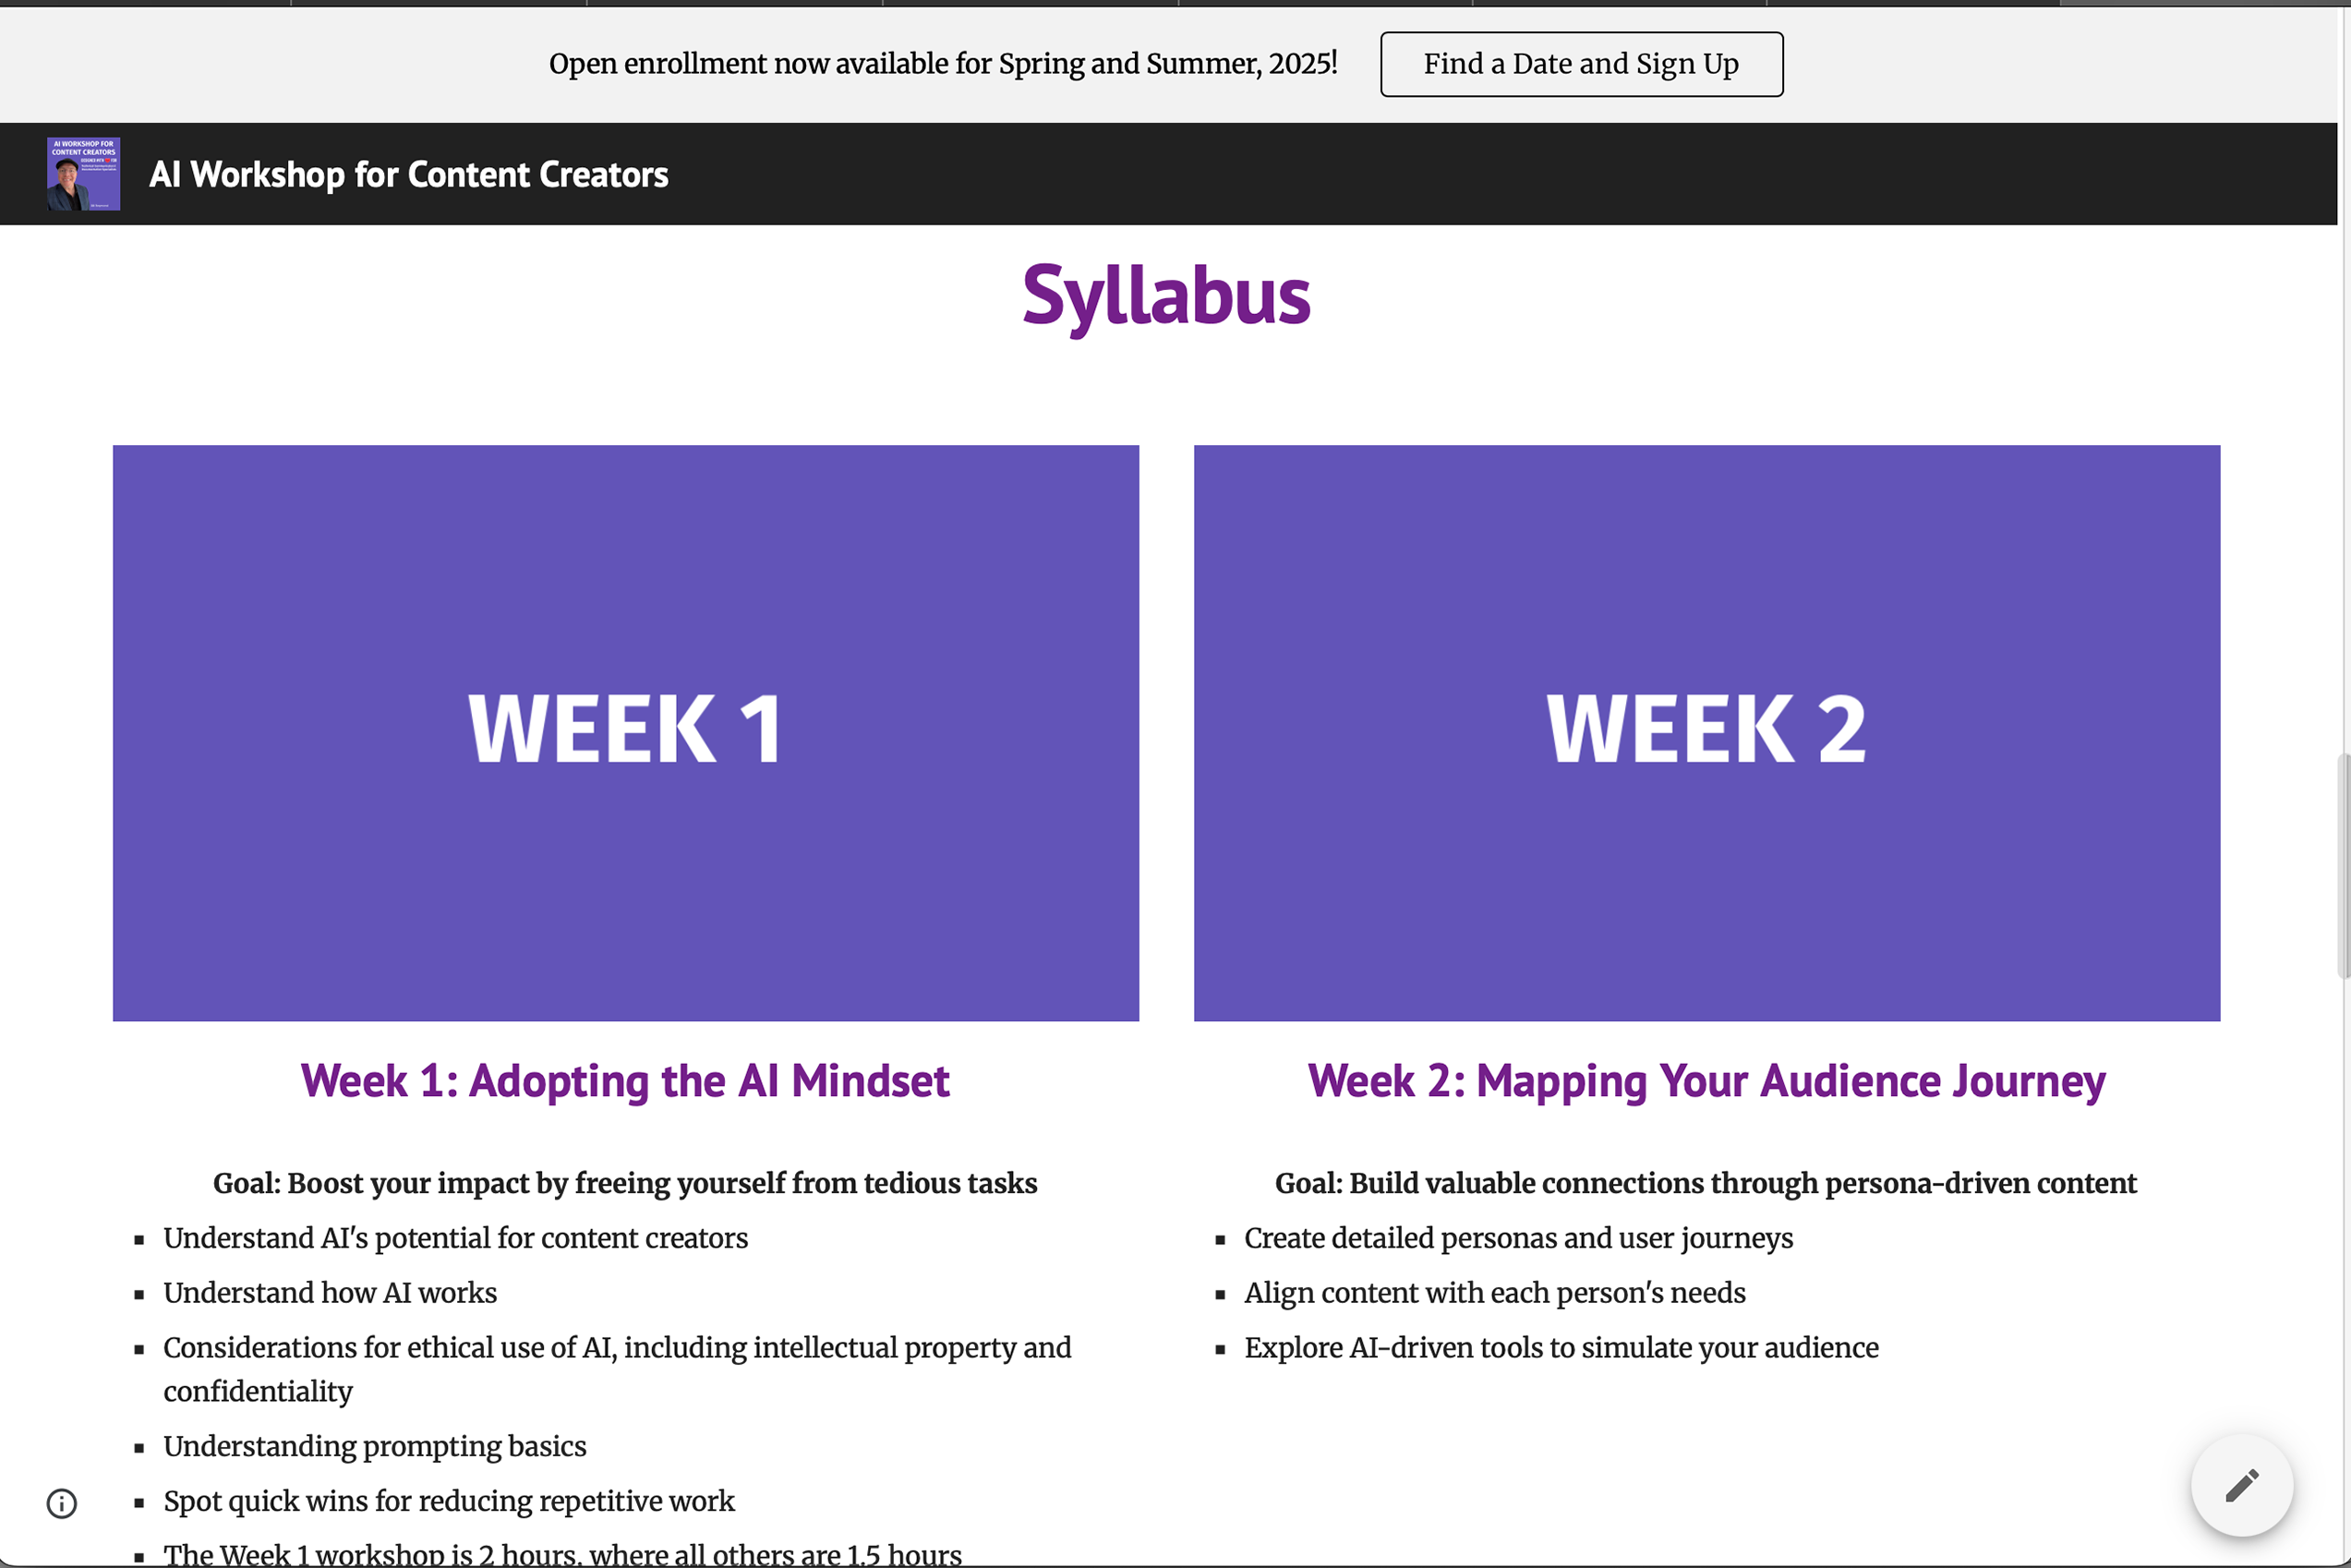 Open enrollment now available for Spring and Summer, 2025!
Find a Date and Sign Up
AI WORKSHOP FOR
CONTENT CREATORS
AI Workshop for Content Creators
Syllabus
WEEK 1
WEEK 2
Week 1: Adopting the AI Mindset
Goal: Boost your impact by freeing yourself from tedious tasks
▪ Understand AI's potential for content creators
▪ Understand how AI works
▪ Considerations for ethical use of AI, including intellectual property and
confidentiality
▪ Understanding prompting basics
▪ Spot quick wins for reducing repetitive work
▪ The Week 1 workshop is 2 hours, where all others are 1.5 hours
Week 2: Mapping Your Audience Journey
Goal: Build valuable connections through persona-driven content
▪ Create detailed personas and user journeys
▪ Align content with each person's needs
▪ Explore AI-driven tools to simulate your audience